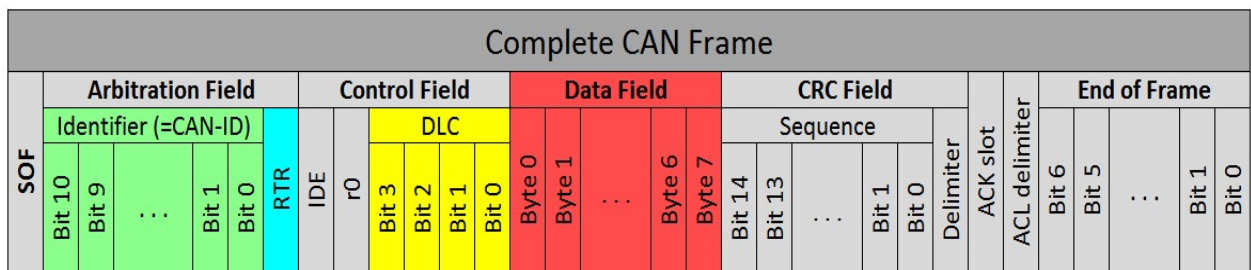 Complete CAN Frame
SOF
Arbitration Field
Control Field
Data Field
CRC Field
ACK slot
ACL delimiter
End of Frame
Identifier (=CAN-ID)
RTR
IDE
r0
DLC
Sequence
Delimiter
Bit 10
Bit 9
. . .
Bit 1
Bit 0
Bit 3
Bit 2
Bit 1
Bit 0
Byte 0
Byte 1
. . .
Byte 6
Byte 7
Bit 14
Bit 13
. . .
Bit 1
Bit 0
Bit 6
Bit 5
. . .
Bit 1
Bit 0